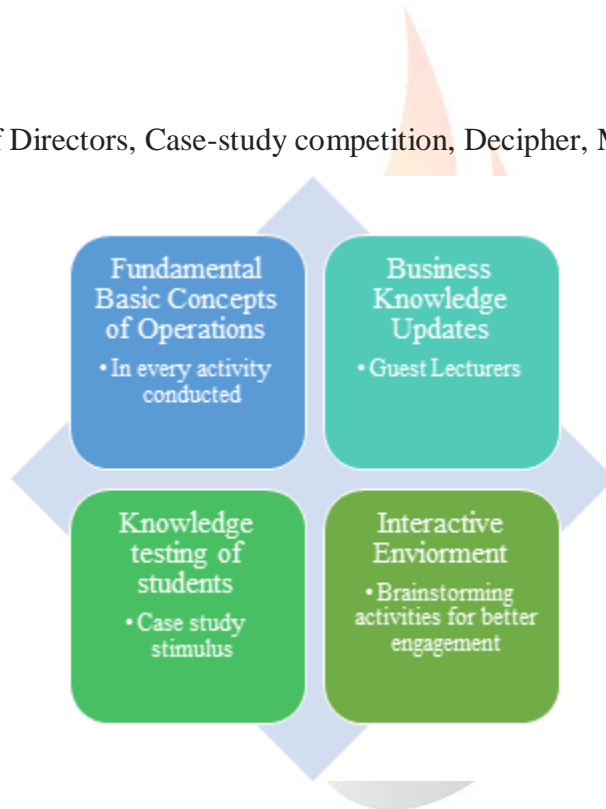 f Directors, Case-study competition, Decipher, M
Fundamental
Basic Concepts
of Operations
• In every activity
conducted
Business
Knowledge
Updates
• Guest Lecturers
Knowledge
testing of
students
• Case study
stimulus
Interactive
Enviorment
• Brainstorming
activities for better
engagement